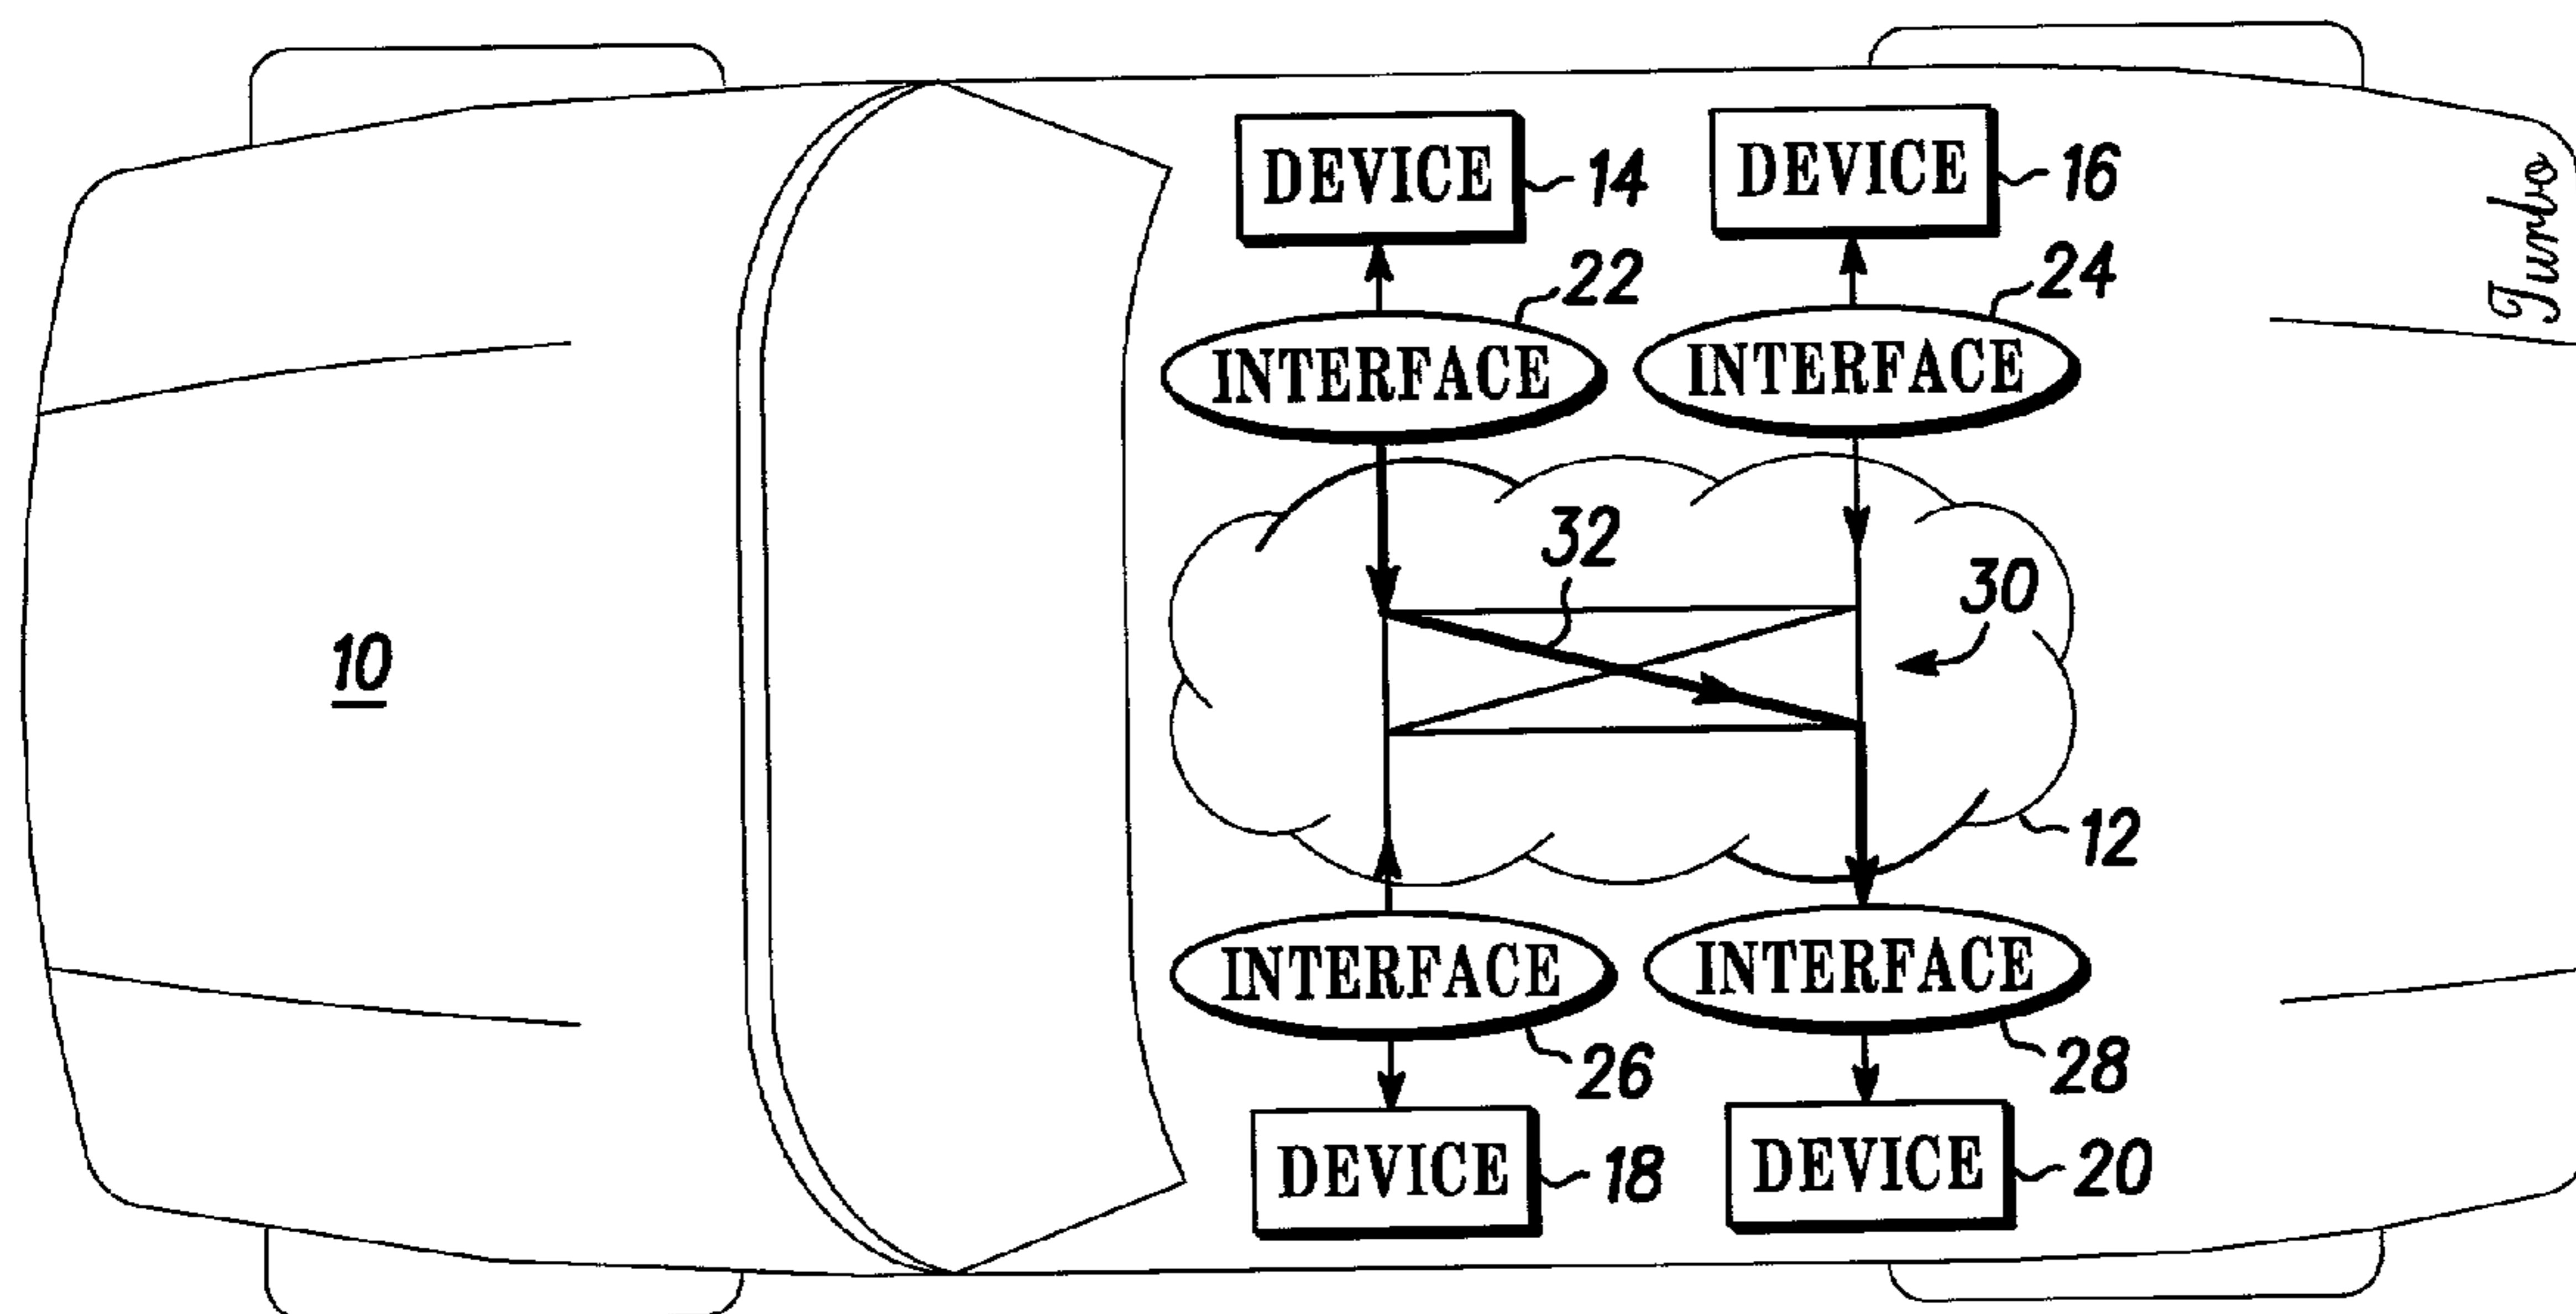 DEVICE 14
DEVICE 16
Turbo
22
24
INTERFACE
INTERFACE
32
30
10
12
INTERFACE
INTERFACE
26
28
DEVICE 18
DEVICE 20